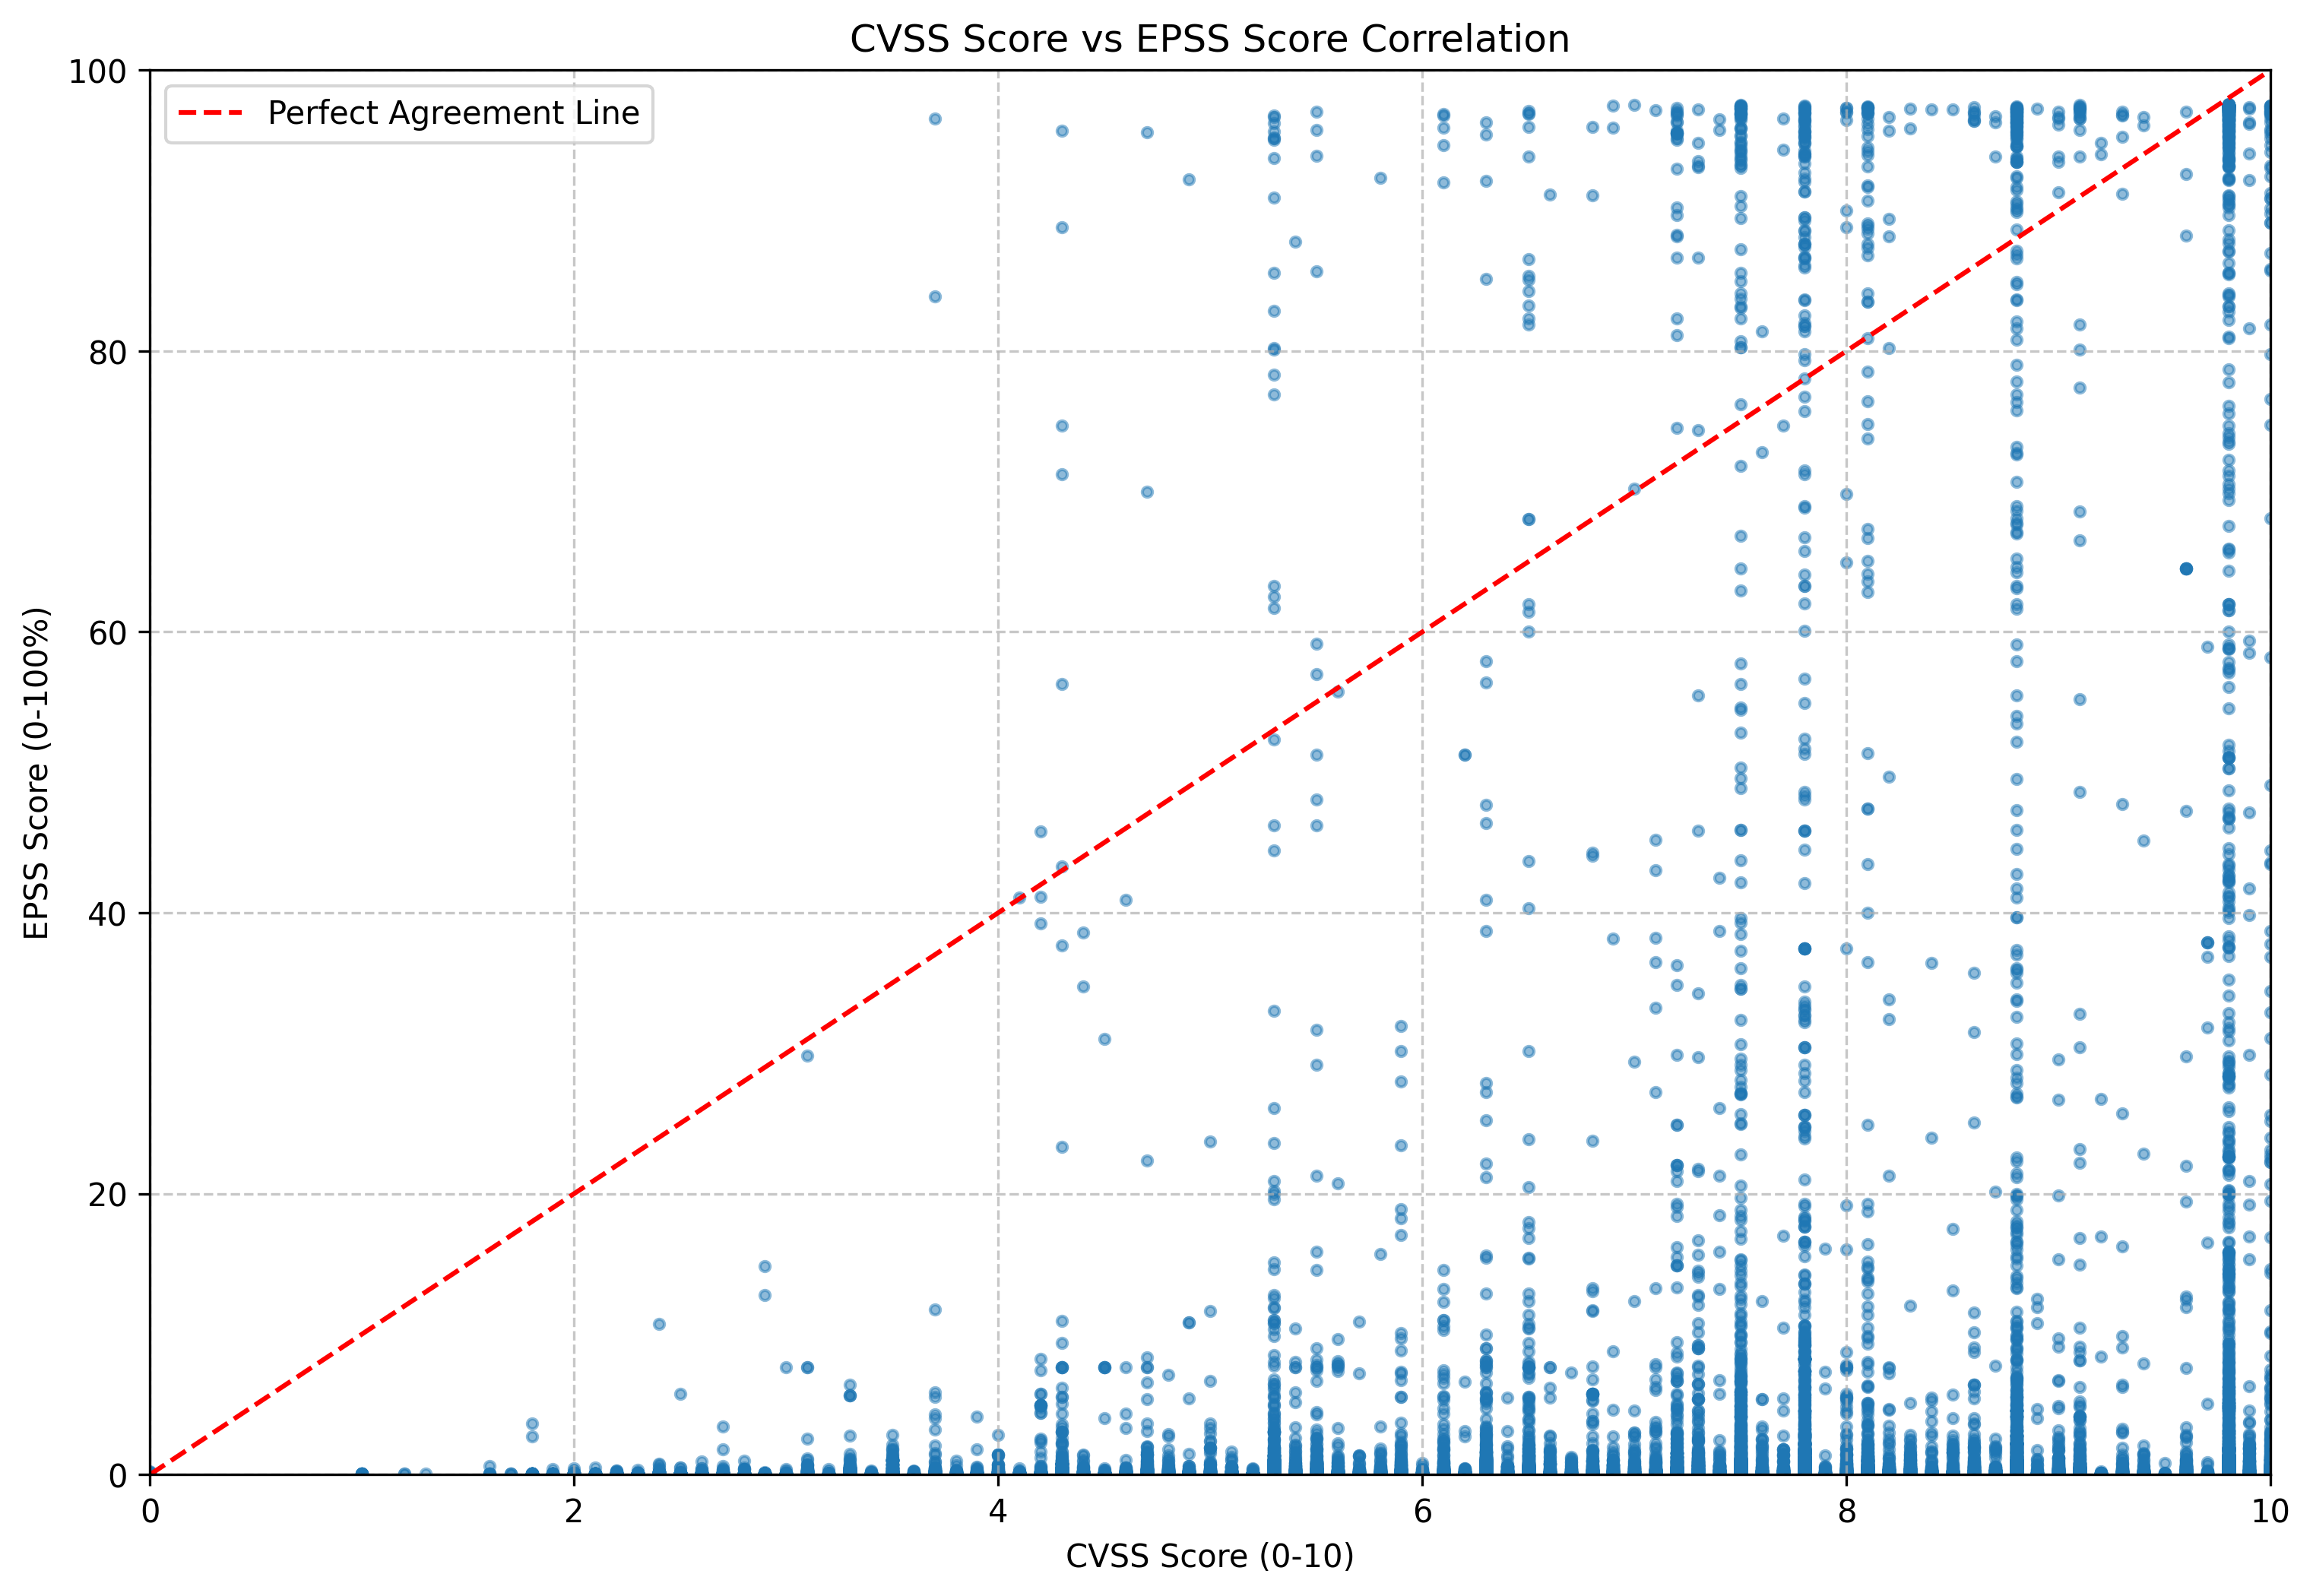 CVSS Score vs EPSS Score Correlation
Perfect Agreement Line
EPSS Score (0-100%)
100
80
60
40
20
0
0 2 4 6 8 10
CVSS Score (0-10)